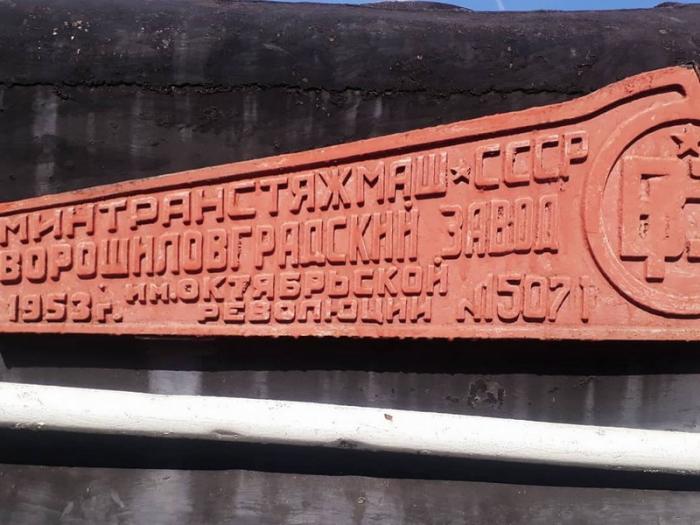 МИНТРАНСТЯЖМАШ★СССР
ВОРОШИЛОВГРАДСКИЙ ЗАВОД
ИМ.ОКТЯБРЬСКОЙ
1953г. РЕВОЛЮЦИИ №15071